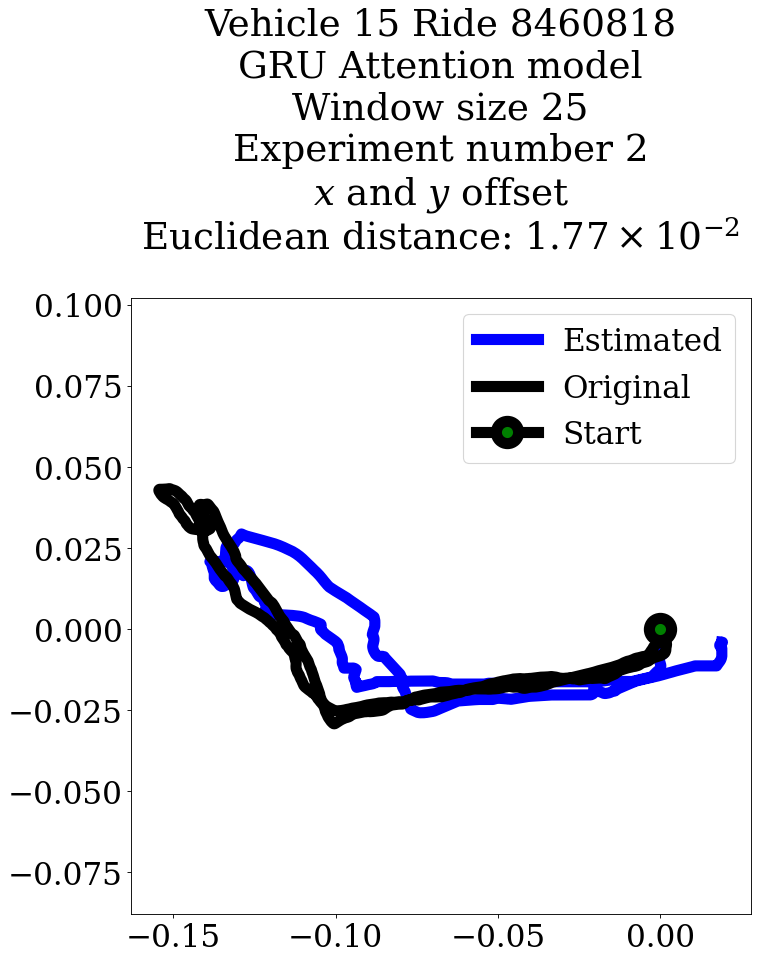 Vehicle 15 Ride 8460818
GRU Attention model
Window size 25
Experiment number 2
x and y offset
Euclidean distance: 1.77 × 10⁻²
Estimated
Original
Start
0.100
0.075
0.050
0.025
0.000
−0.025
−0.050
−0.075
−0.15 −0.10 −0.05 0.00